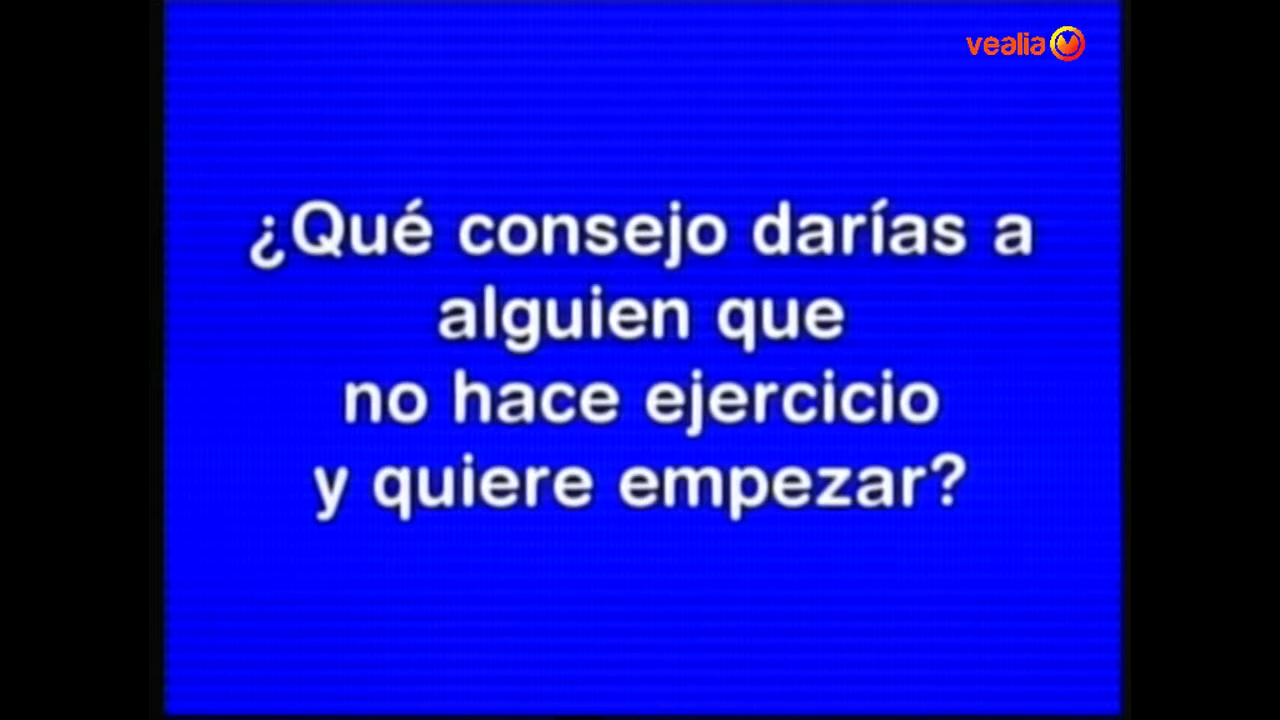 vealia
¿Qué consejo darías a
alguien que
no hace ejercicio
y quiere empezar?